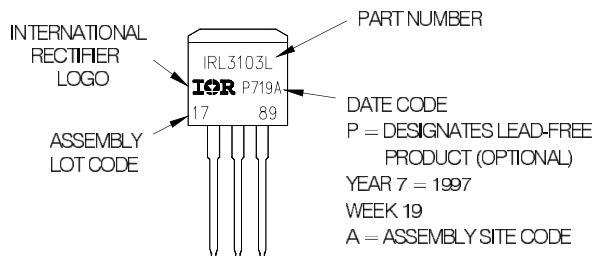 PART NUMBER
INTERNATIONAL
RECTIFIER
LOGO
IRL3103L
IOR P719A
17 89
ASSEMBLY
LOT CODE
DATE CODE
P = DESIGNATES LEAD-FREE
PRODUCT (OPTIONAL)
YEAR 7 = 1997
WEEK 19
A = ASSEMBLY SITE CODE